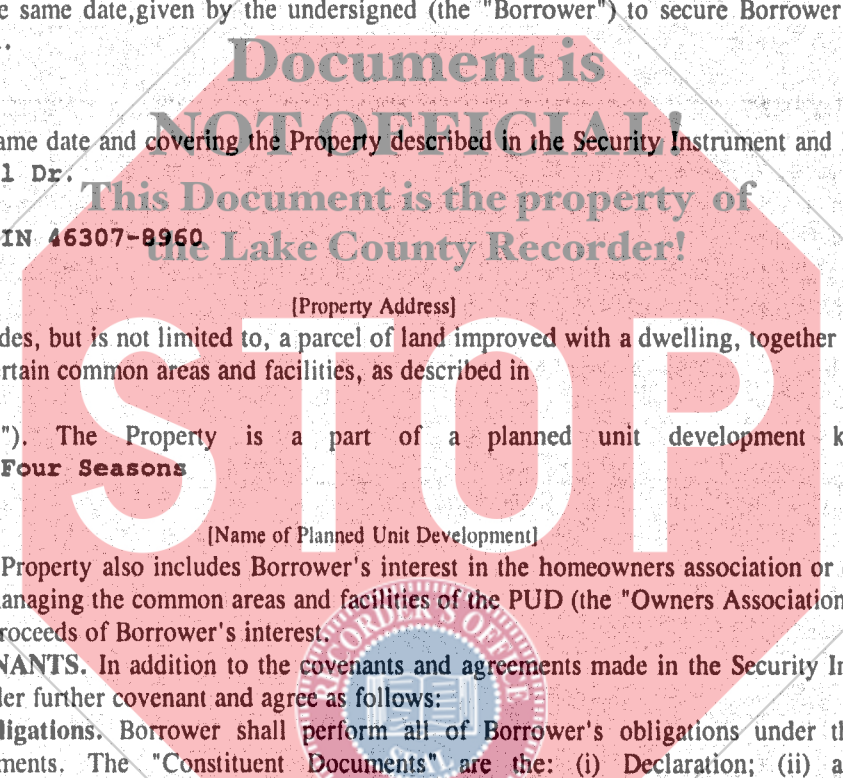 e same date,given by the undersigned (the "Borrower") to secure Borrower
Document is
NOT OFFICIAL!
ame date and covering the Property described in the Security Instrument and
l Dr.
This Document is the property of
IN 46307-8960
the Lake County Recorder!
[Property Address]
des, but is not limited to, a parcel of land improved with a dwelling, together
ertain common areas and facilities, as described in
"). The Property is a part of a planned unit development k
Four Seasons
STOP
[Name of Planned Unit Development]
Property also includes Borrower's interest in the homeowners association or
anaging the common areas and facilities of the PUD (the "Owners Association
roceeds of Borrower's interest.
NANTS. In addition to the covenants and agreements made in the Security In
der further covenant and agree as follows:
RECORDER'S OFFICE
ligations. Borrower shall perform all of Borrower's obligations under th
SEAL
ments. The "Constituent Documents" are the: (i) Declaration; (ii) a